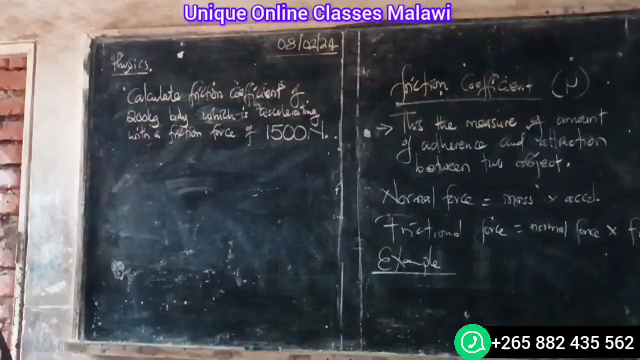 Unique Online Classes Malawi
08/02/24
Physics.
Calculate friction coefficient of
200kg body which is accelerating
with a friction force of 1500N.
Friction Coefficient (μ)
→ This the measure of amount
of adherence and attraction
between two object.
Normal force = mass × accel.
Frictional force = normal force ×
Example
+265 882 435 562